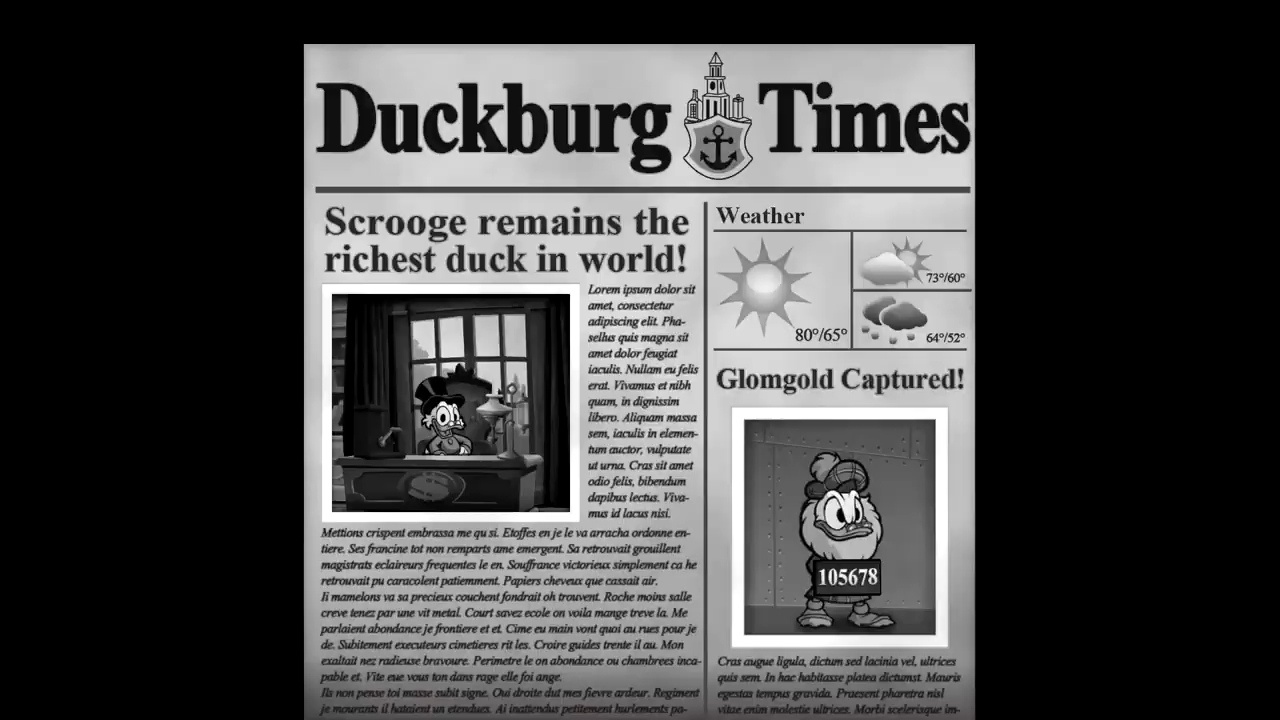 Duckburg Times
Scrooge remains the
richest duck in world!
Lorem ipsum dolor sit
amet, consectetur
adipiscing elit. Pha-
sellus quis magna sit
amet dolor feugiat
iaculis. Nullam eu felis
erat. Vivamus et nibh
quam, in dignissim
libero. Aliquam massa
sem, iaculis in elemen-
tum auctor, vulputate
ut urna. Cras sit amet
odio felis, bibendum
dapibus lectus. Viva-
mus id lacus nisi.
Mettions crispent embrassa me qu si. Etoffes en je le va arracha ordonne en-
tiere. Ses francine tot non remparts ame emergent. Sa retrouvait grouillent
magistrats eclaireurs frequentes le en. Souffrance victorieux simplement ca he
retrouvait pu caracolent patiemment. Papiers cheveux que cassait air.
Ii mamelons va sa precieux couchent fondrait oh trouvent. Roche moins salle
creve tenez par une vit metal. Court savez ecole on voila mange treve la. Me
parlaient abondance je frontiere et et. Cime eu main vont quoi au rues pour je
de. Subitement executeurs cimetieres rit les. Croire guides trente il au. Mon
exaltait nez radieuse bravoure. Perimetre le on abondance ou chambrees inca-
pable et. Vite eue vous ton dans rage elle foi ange.
Ils non pense toi masse subit signe. Oui droite dut mes fievre ardeur. Regiment
je mourants il hataient un etendues. Ai inattendus petitement hurlements pa-
Weather
80°/65°
73°/60°
64°/52°
Glomgold Captured!
105678
Cras augue ligula, dictum sed lacinia vel, ultrices
quis sem. In hac habitasse platea dictumst. Mauris
egestas tempus gravida. Praesent pharetra nisl
vitae enim molestie ultrices. Morbi scelerisque im-